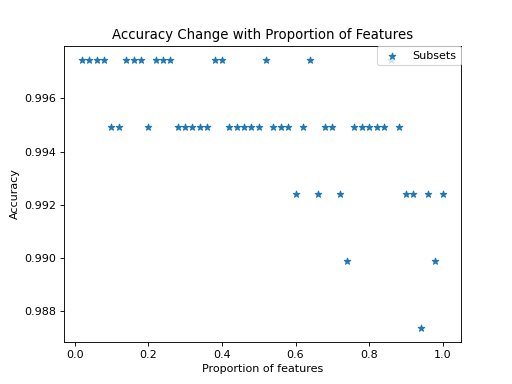 Accuracy Change with Proportion of Features
Subsets
0.996
0.994
0.992
0.990
0.988
Accuracy
0.0 0.2 0.4 0.6 0.8 1.0
Proportion of features